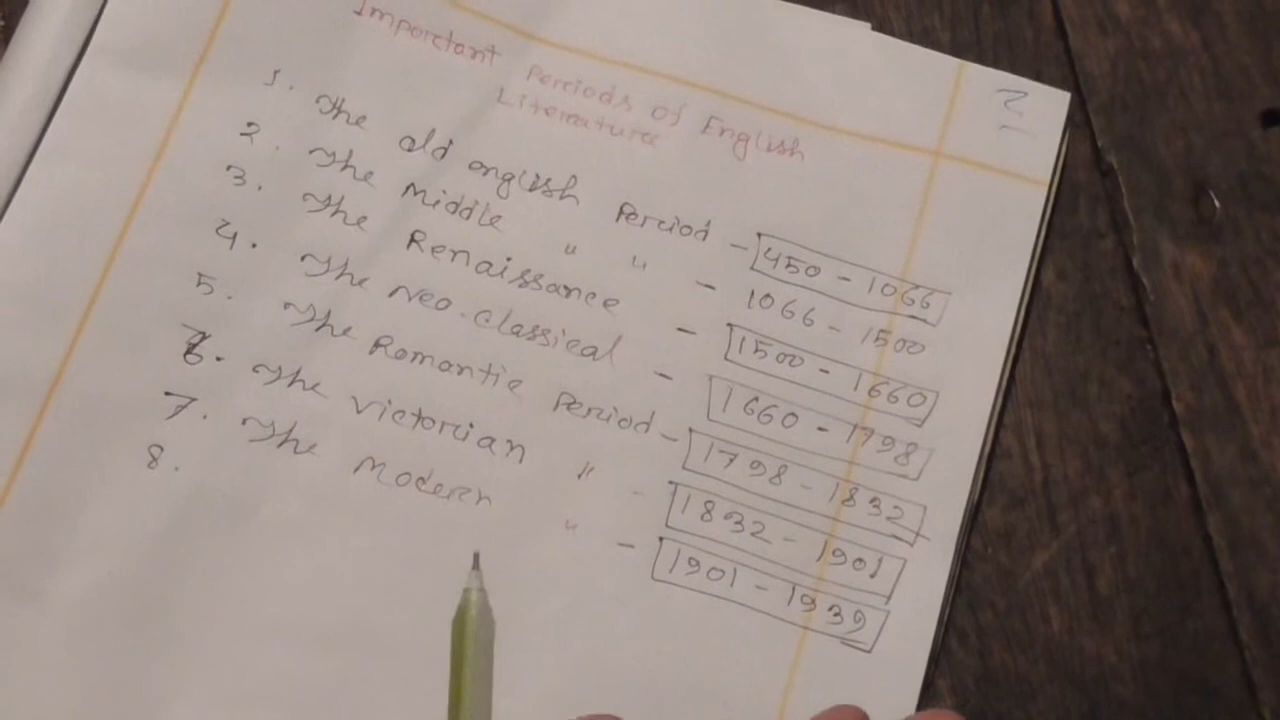 Important Periods of English
Literature
2
1. The old english Period - 450 - 1066
2. The Middle " " - 1066 - 1500
3. The Renaissance - 1500 - 1660
4. The Neo-classical - 1660 - 1798
5. The Romantic Period - 1798 - 1832
6. The Victorian " - 1832 - 1901
7. The Modern " - 1901 - 1939
8.